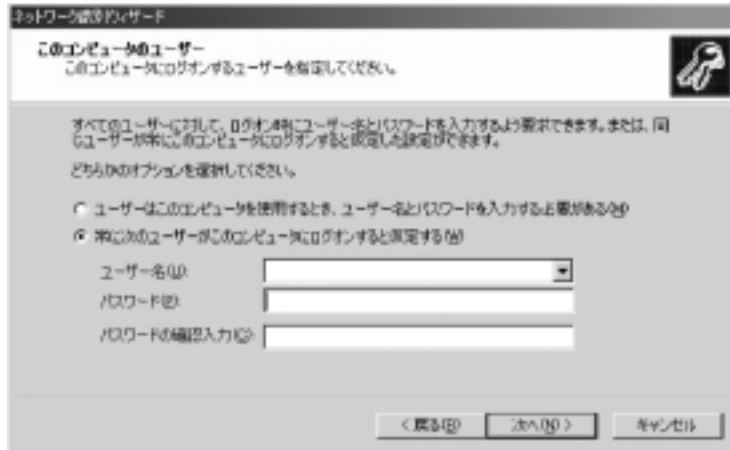 ネットワーク識別ウィザード
このコンピュータのユーザー
このコンピュータにログオンするユーザーを指定してください。
すべてのユーザーに対して、ログオン時にユーザー名とパスワードを入力するよう要求できます。または、同
じユーザーが常にこのコンピュータにログオンすると仮定した設定ができます。
どちらかのオプションを選択してください。
ユーザーはこのコンピュータを使用するとき、ユーザー名とパスワードを入力する必要がある(M)
常に次のユーザーがこのコンピュータにログオンすると仮定する(W)
ユーザー名(U):
パスワード(P):
パスワードの確認入力(C):
< 戻る(B)
次へ(N) >
キャンセル